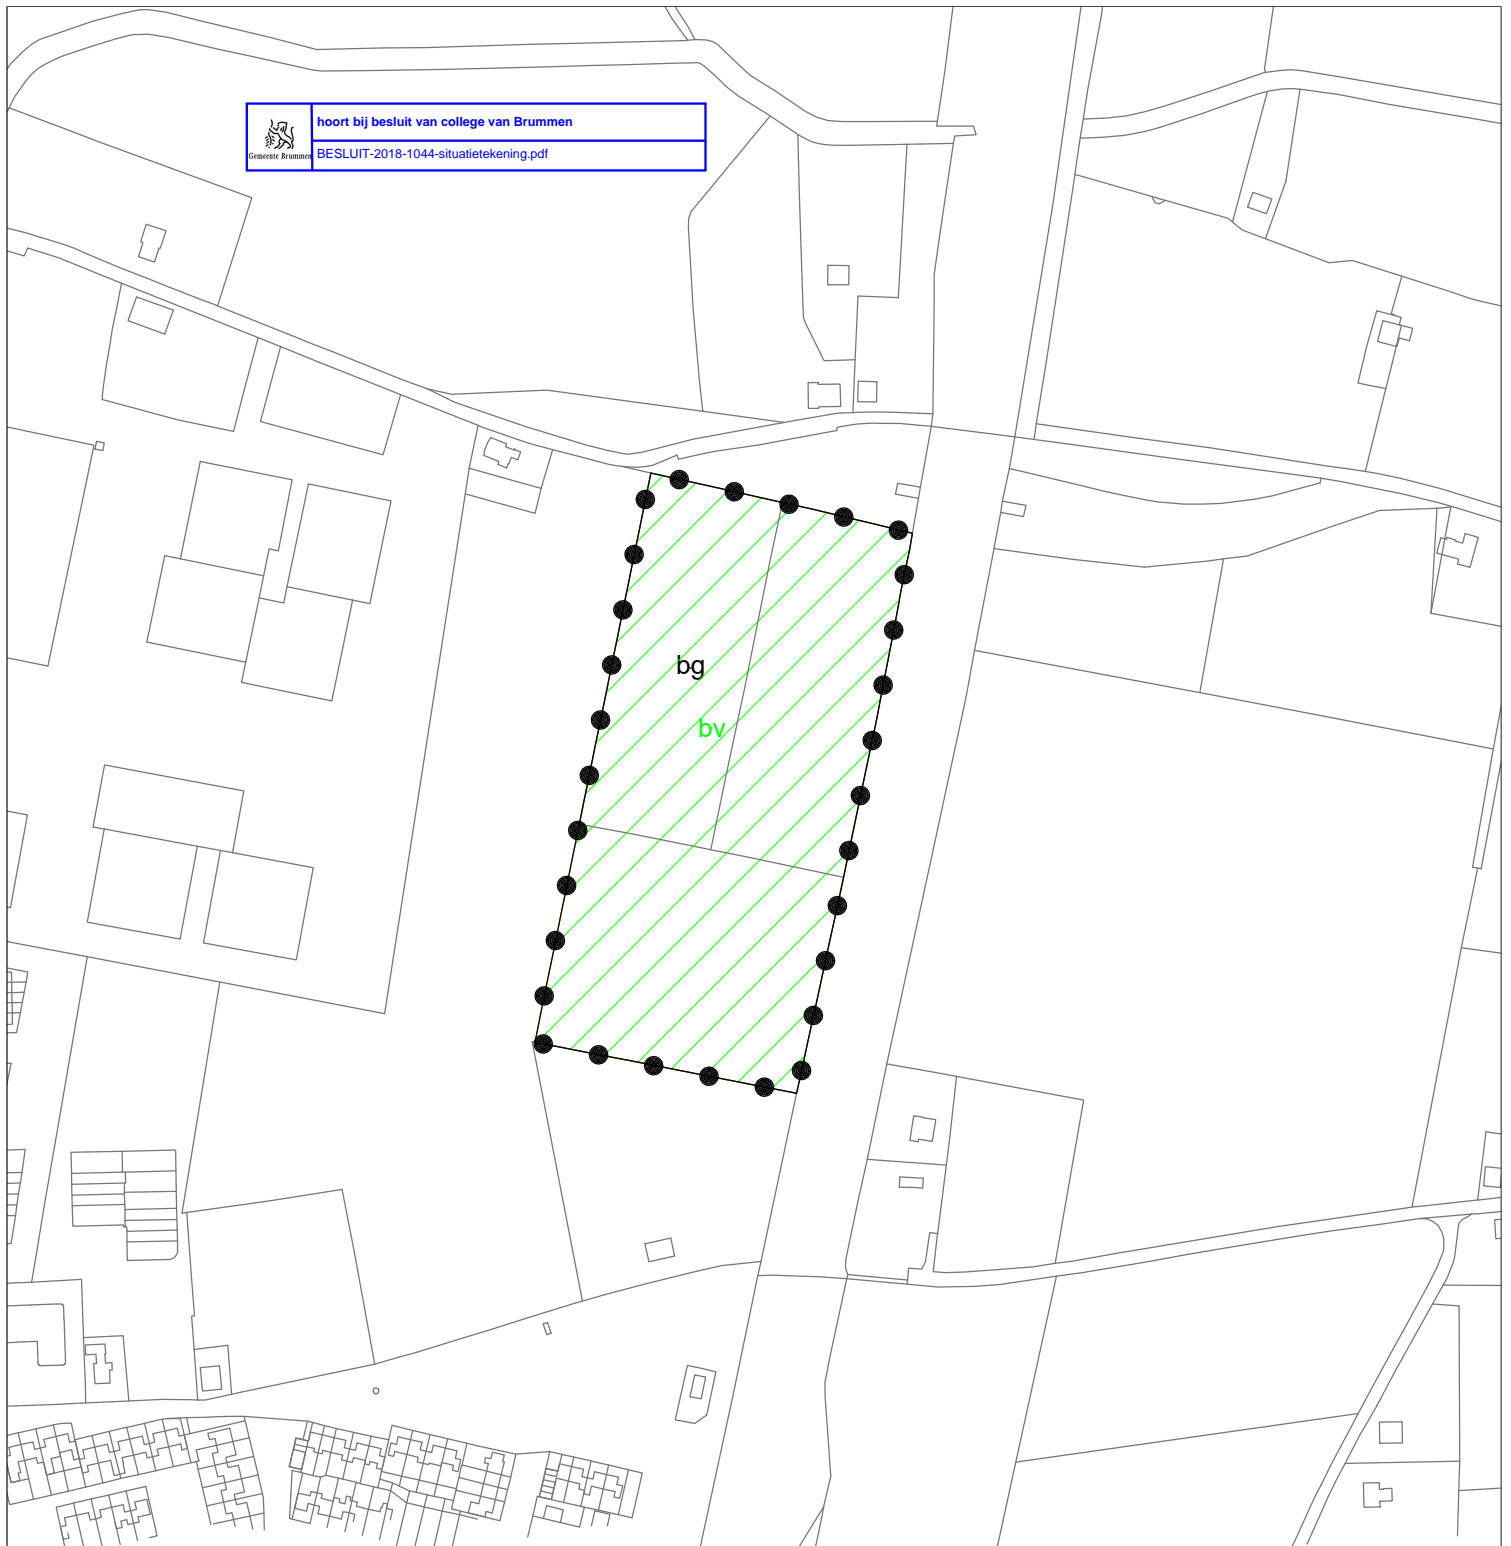 hoort bij besluit van college van Brummen
Gemeente Brummen
BESLUIT-2018-1044-situatietekening.pdf
bg
bv